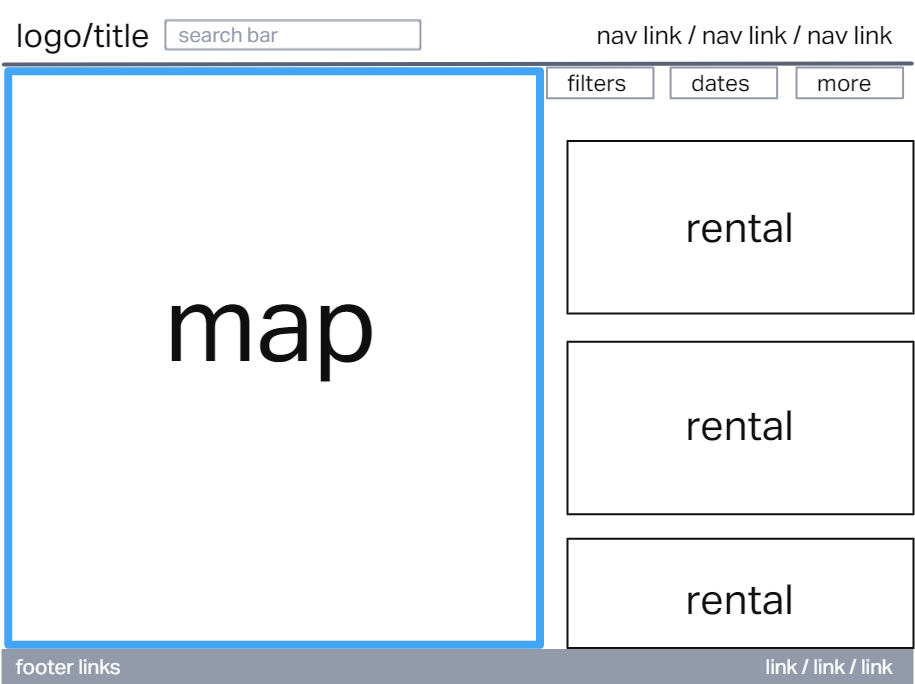 logo/title
search bar
nav link / nav link / nav link
filters
dates
more
map
rental
rental
rental
footer links
link / link / link